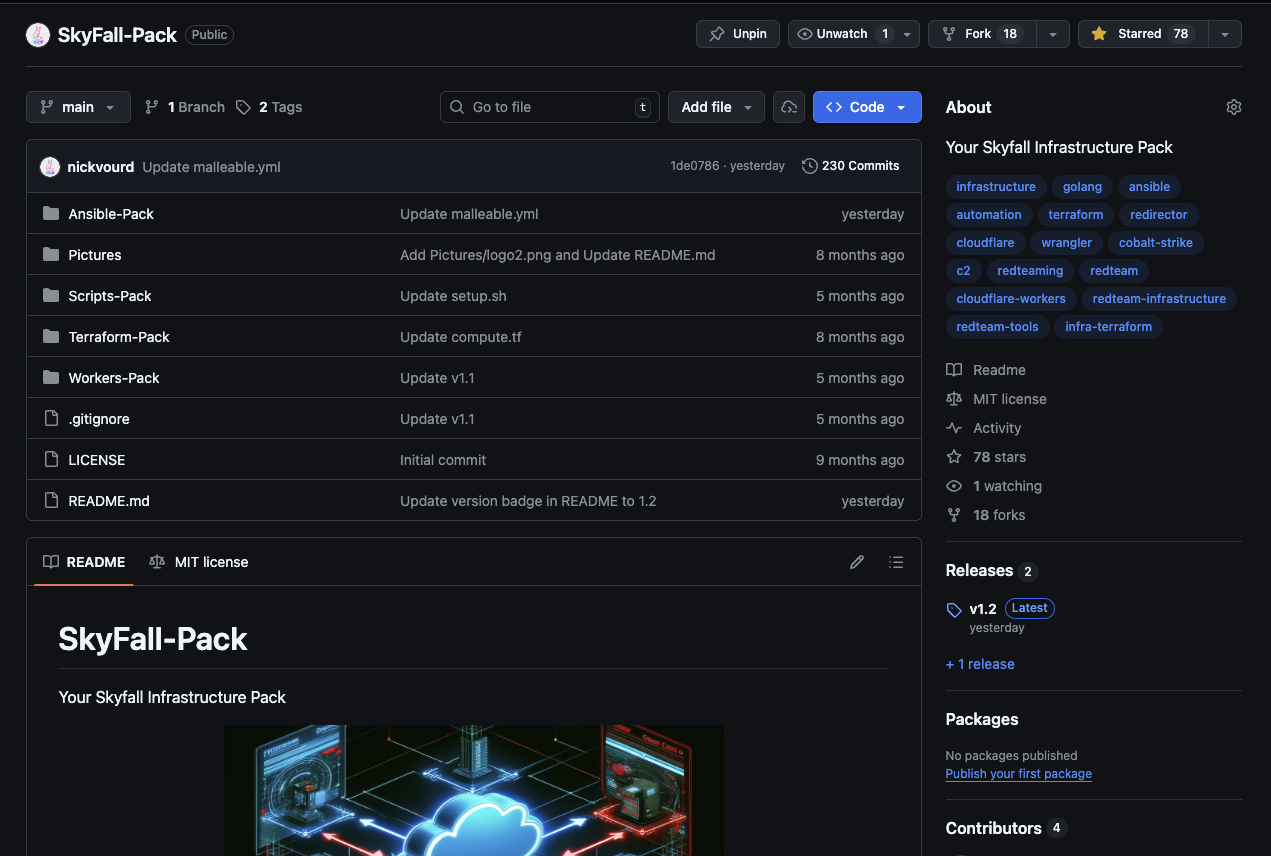 SkyFall-Pack Public
Unpin Unwatch 1 Fork 18 Starred 78
main 1 Branch 2 Tags Go to file t Add file Code
nickvourd Update malleable.yml 1de0786 · yesterday 230 Commits
Ansible-Pack Update malleable.yml yesterday
Pictures Add Pictures/logo2.png and Update README.md 8 months ago
Scripts-Pack Update setup.sh 5 months ago
Terraform-Pack Update compute.tf 8 months ago
Workers-Pack Update v1.1 5 months ago
.gitignore Update v1.1 5 months ago
LICENSE Initial commit 9 months ago
README.md Update version badge in README to 1.2 yesterday
README MIT license
SkyFall-Pack
Your Skyfall Infrastructure Pack
About
Your Skyfall Infrastructure Pack
infrastructure golang ansible
automation terraform redirector
cloudflare wrangler cobalt-strike
c2 redteaming redteam
cloudflare-workers redteam-infrastructure
redteam-tools infra-terraform
Readme
MIT license
Activity
78 stars
1 watching
18 forks
Releases 2
v1.2 Latest
yesterday
+ 1 release
Packages
No packages published
Publish your first package
Contributors 4